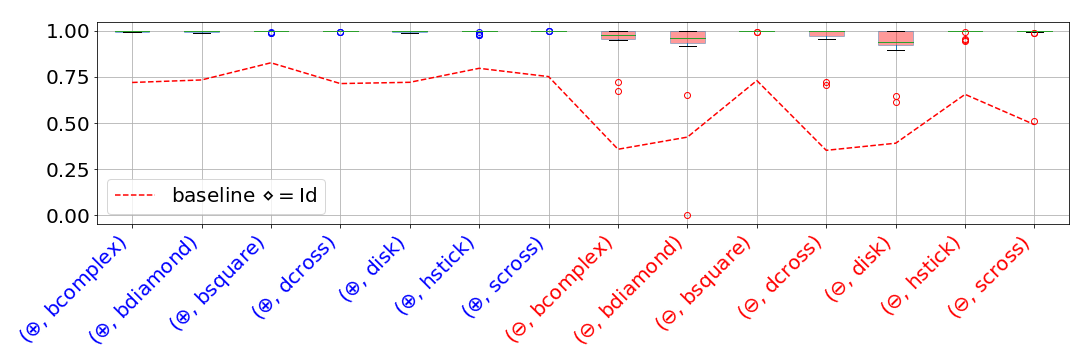 1.00
0.75
0.50
0.25
0.00
baseline ⋄ = Id
(⊕, bcomplex)
(⊕, bdiamond)
(⊕, bsquare)
(⊕, dcross)
(⊕, disk)
(⊕, hstick)
(⊕, scross)
(⊖, bcomplex)
(⊖, bdiamond)
(⊖, bsquare)
(⊖, dcross)
(⊖, disk)
(⊖, hstick)
(⊖, scross)